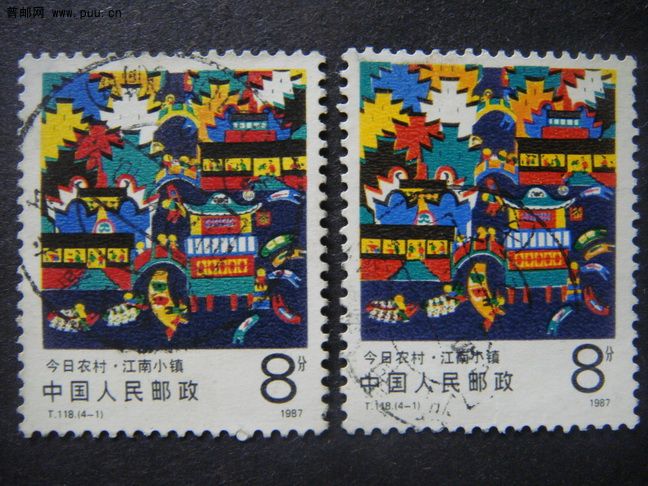 普邮网 www.puu.cn
今日农村·江南小镇
中国人民邮政
8分
T.118.(4-1)
1987
今日农村·江南小镇
中国人民邮政
8分
T.118.(4-1)
1987